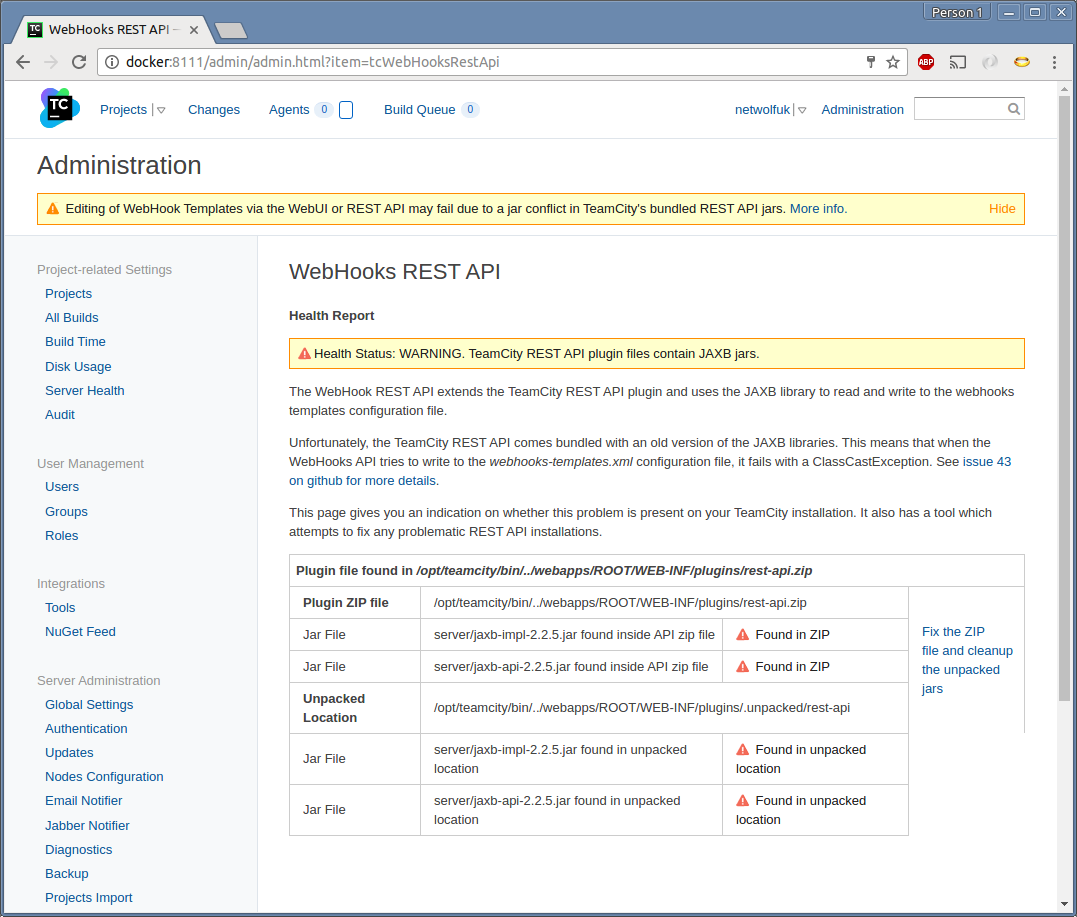 Person 1
TC WebHooks REST API –
docker:8111/admin/admin.html?item=tcWebHooksRestApi
ABP
TC Projects Changes Agents 0 Build Queue 0 netwolfuk Administration
Administration
Editing of WebHook Templates via the WebUI or REST API may fail due to a jar conflict in TeamCity's bundled REST API jars. More info. Hide
Project-related Settings
Projects
All Builds
Build Time
Disk Usage
Server Health
Audit
User Management
Users
Groups
Roles
Integrations
Tools
NuGet Feed
Server Administration
Global Settings
Authentication
Updates
Nodes Configuration
Email Notifier
Jabber Notifier
Diagnostics
Backup
Projects Import
WebHooks REST API
Health Report
Health Status: WARNING. TeamCity REST API plugin files contain JAXB jars.
The WebHook REST API extends the TeamCity REST API plugin and uses the JAXB library to read and write to the webhooks
templates configuration file.
Unfortunately, the TeamCity REST API comes bundled with an old version of the JAXB libraries. This means that when the
WebHooks API tries to write to the webhooks-templates.xml configuration file, it fails with a ClassCastException. See issue 43
on github for more details.
This page gives you an indication on whether this problem is present on your TeamCity installation. It also has a tool which
attempts to fix any problematic REST API installations.
Plugin file found in /opt/teamcity/bin/../webapps/ROOT/WEB-INF/plugins/rest-api.zip
Plugin ZIP file /opt/teamcity/bin/../webapps/ROOT/WEB-INF/plugins/rest-api.zip
Jar File server/jaxb-impl-2.2.5.jar found inside API zip file Found in ZIP
Jar File server/jaxb-api-2.2.5.jar found inside API zip file Found in ZIP
Fix the ZIP
file and cleanup
the unpacked
jars
Unpacked
Location
/opt/teamcity/bin/../webapps/ROOT/WEB-INF/plugins/.unpacked/rest-api
Jar File
server/jaxb-impl-2.2.5.jar found in unpacked
location
Found in unpacked
location
Jar File
server/jaxb-api-2.2.5.jar found in unpacked
location
Found in unpacked
location